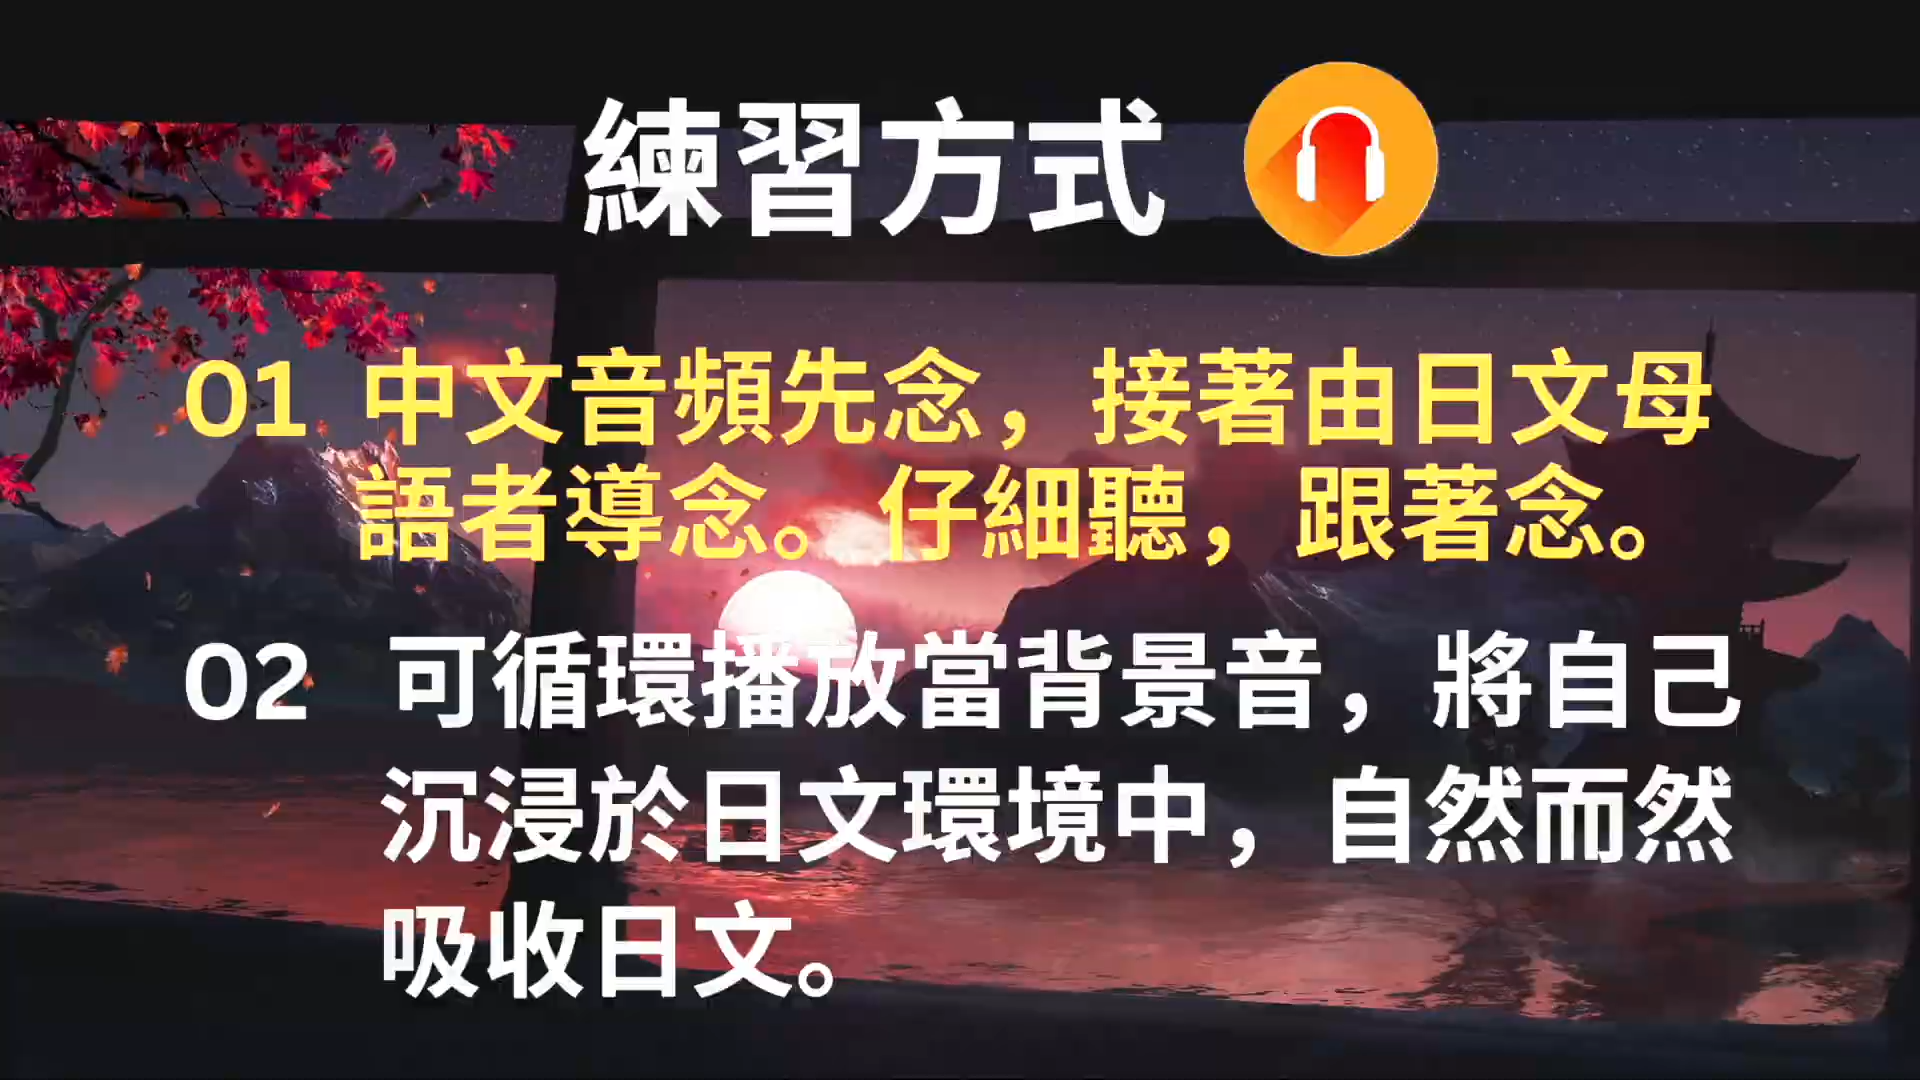 練習方式
01 中文音頻先念，接著由日文母
語者導念。仔細聽，跟著念。
02 可循環播放當背景音，將自己
沉浸於日文環境中，自然而然
吸收日文。